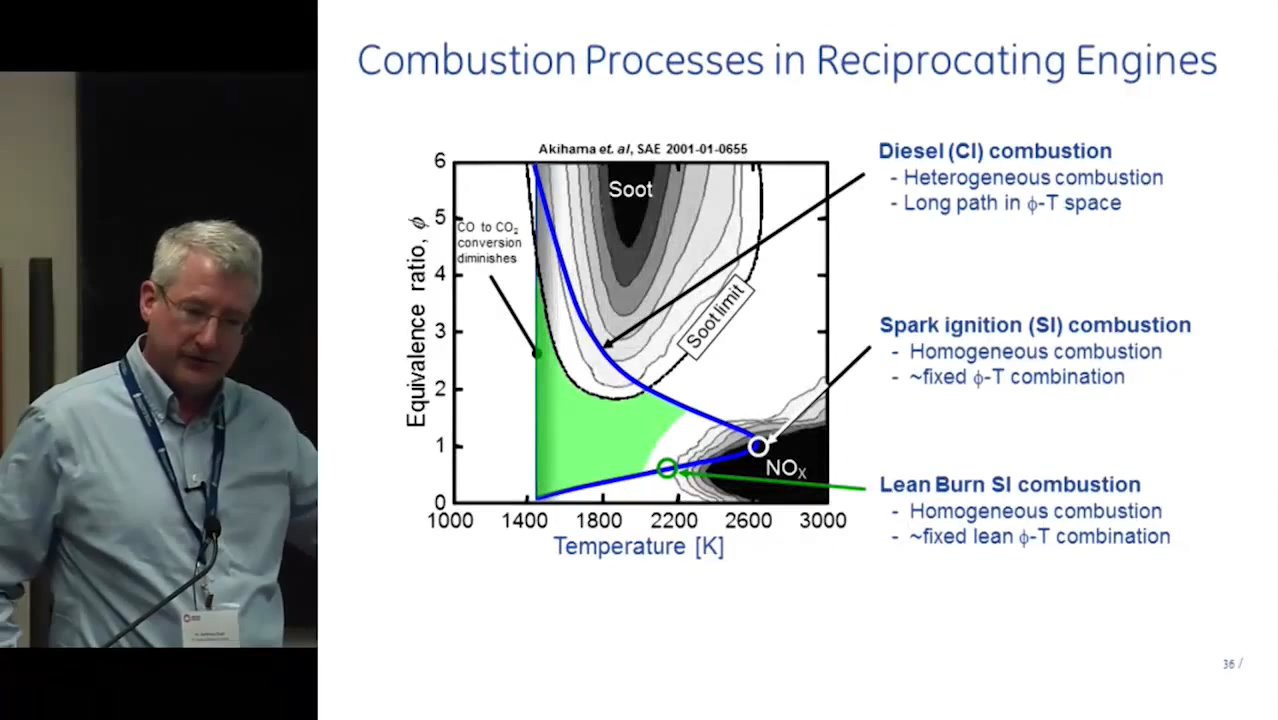 Combustion Processes in Reciprocating Engines
Akihama et. al, SAE 2001-01-0655
6
5
4
3
2
1
0
Equivalence ratio, ϕ
1000 1400 1800 2200 2600 3000
Temperature [K]
Soot
CO to CO₂
conversion
diminishes
Soot limit
NOX
Diesel (CI) combustion
- Heterogeneous combustion
- Long path in ϕ-T space
Spark ignition (SI) combustion
- Homogeneous combustion
- ~fixed ϕ-T combination
Lean Burn SI combustion
- Homogeneous combustion
- ~fixed lean ϕ-T combination
36 /